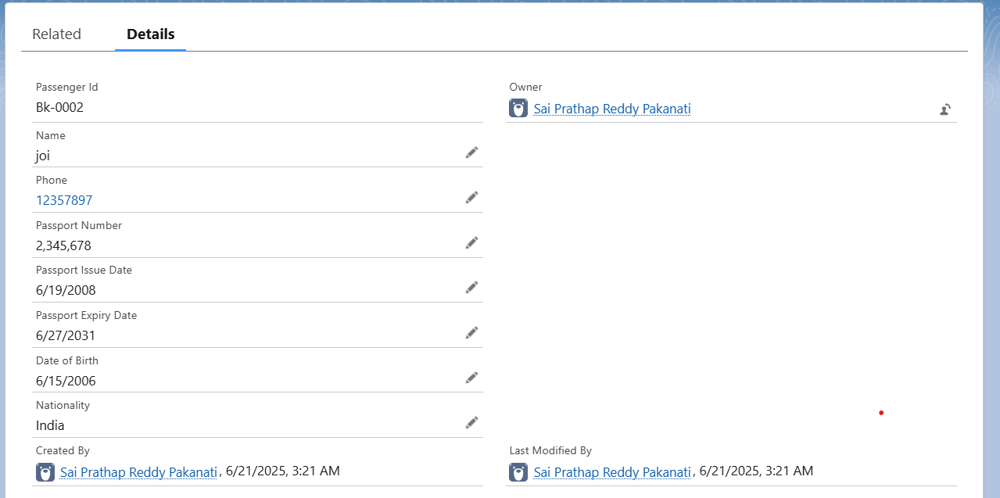 Related Details
Passenger Id
Bk-0002
Owner
Sai Prathap Reddy Pakanati
Name
joi
Phone
12357897
Passport Number
2,345,678
Passport Issue Date
6/19/2008
Passport Expiry Date
6/27/2031
Date of Birth
6/15/2006
Nationality
India
Created By
Sai Prathap Reddy Pakanati, 6/21/2025, 3:21 AM
Last Modified By
Sai Prathap Reddy Pakanati, 6/21/2025, 3:21 AM